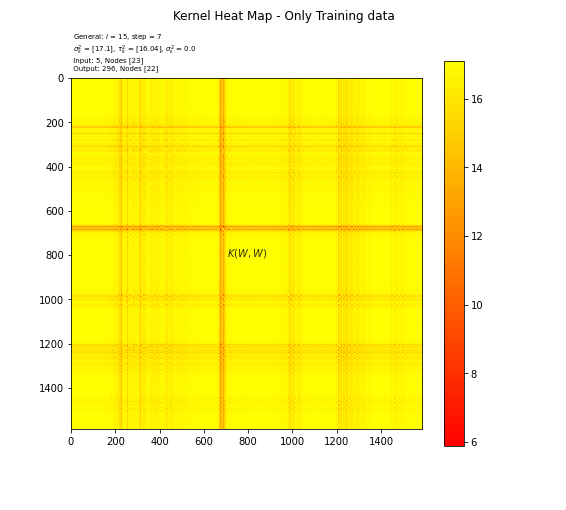 Kernel Heat Map - Only Training data
General: l = 15, step = 7
σ²_k = [17.1], τ²_k = [16.04], σ²_ε = 0.0
Input: 5, Nodes [23]
Output: 296, Nodes [22]
0
200
400
600
800
1000
1200
1400
0 200 400 600 800 1000 1200 1400
K(W, W)
16
14
12
10
8
6